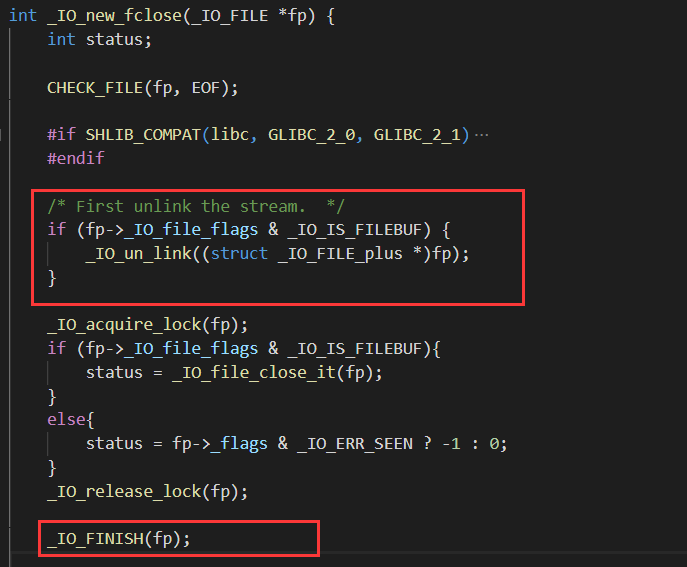 int _IO_new_fclose(_IO_FILE *fp) {
int status;
CHECK_FILE(fp, EOF);
#if SHLIB_COMPAT(libc, GLIBC_2_0, GLIBC_2_1)···
#endif
/* First unlink the stream.  */
if (fp->_IO_file_flags & _IO_IS_FILEBUF) {
_IO_un_link((struct _IO_FILE_plus *)fp);
}
_IO_acquire_lock(fp);
if (fp->_IO_file_flags & _IO_IS_FILEBUF){
status = _IO_file_close_it(fp);
}
else{
status = fp->_flags & _IO_ERR_SEEN ? -1 : 0;
}
_IO_release_lock(fp);
_IO_FINISH(fp);